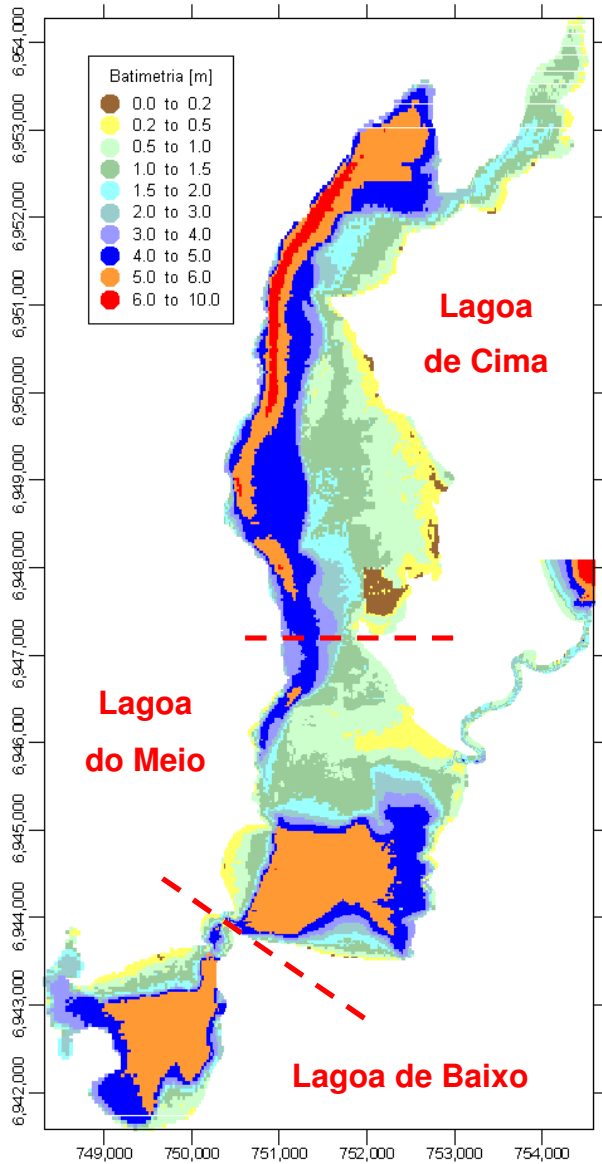 6,954,000
6,953,000
6,952,000
6,951,000
6,950,000
6,949,000
6,948,000
6,947,000
6,946,000
6,945,000
6,944,000
6,943,000
6,942,000
Batimetria [m]
0.0 to 0.2
0.2 to 0.5
0.5 to 1.0
1.0 to 1.5
1.5 to 2.0
2.0 to 3.0
3.0 to 4.0
4.0 to 5.0
5.0 to 6.0
6.0 to 10.0
Lagoa
de Cima
Lagoa
do Meio
Lagoa de Baixo
749,000 750,000 751,000 752,000 753,000 754,000